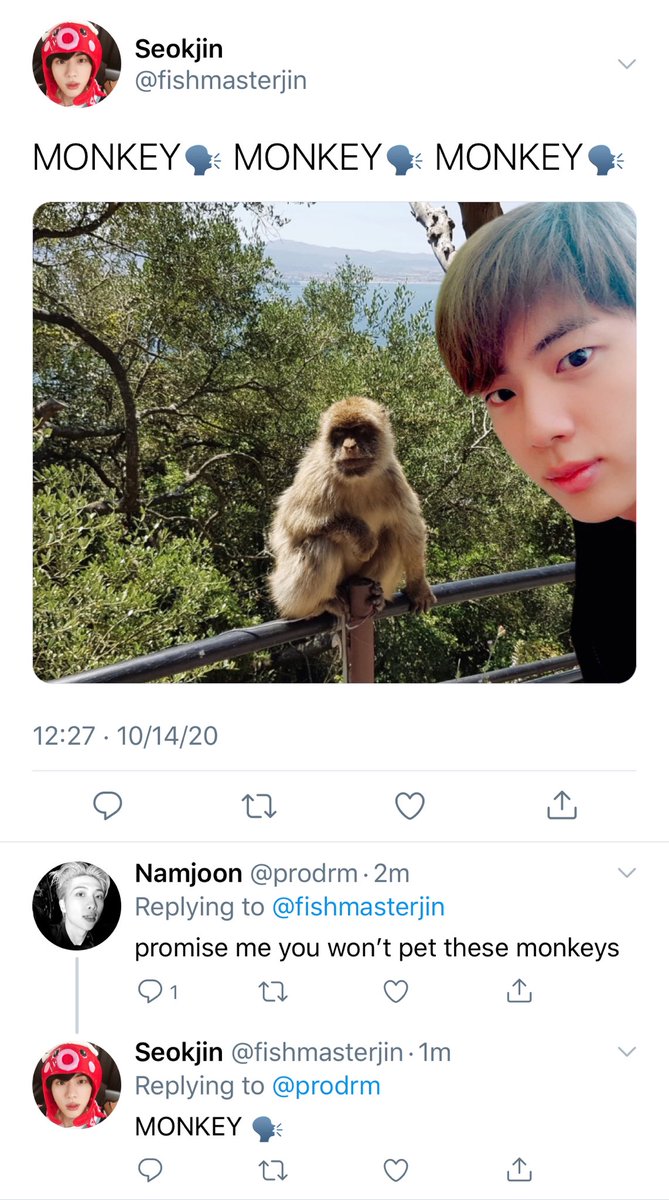 Seokjin
@fishmasterjin
MONKEY🗣 MONKEY🗣 MONKEY🗣
12:27 · 10/14/20
Namjoon @prodrm · 2m
Replying to @fishmasterjin
promise me you won’t pet these monkeys
1
Seokjin @fishmasterjin · 1m
Replying to @prodrm
MONKEY 🗣